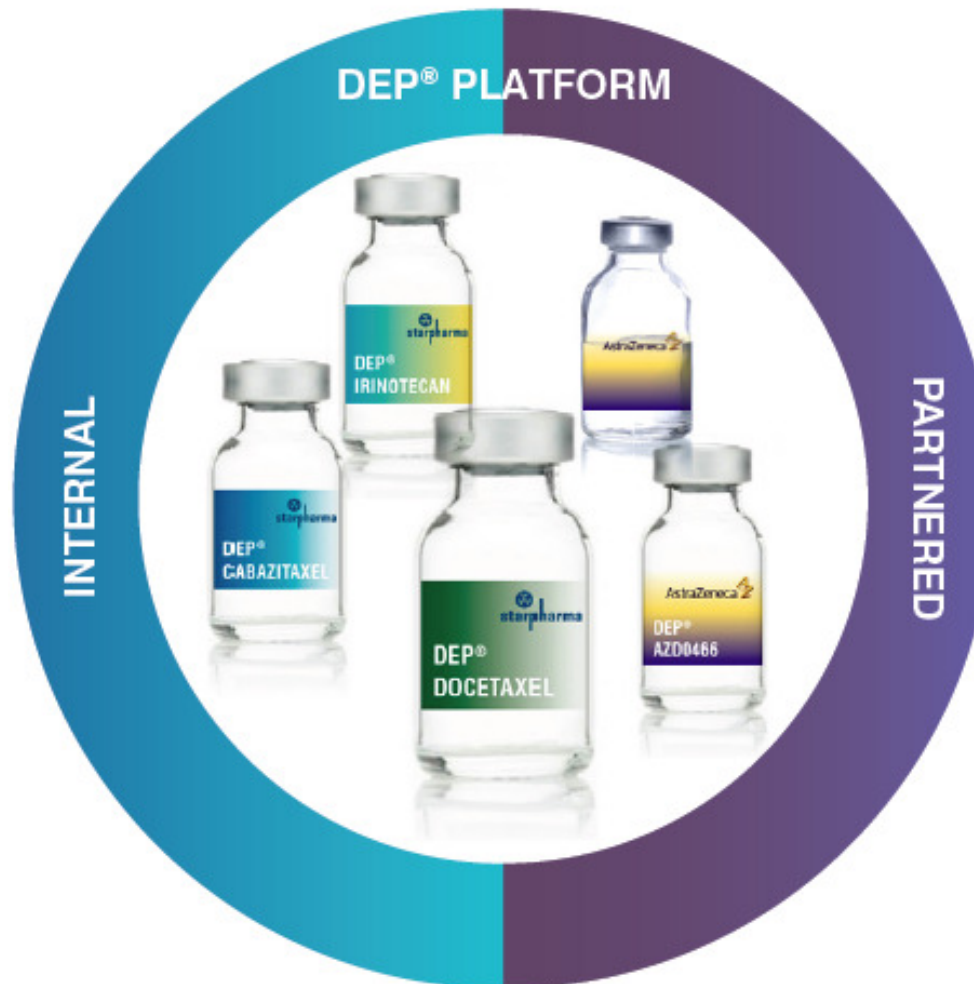 DEP® PLATFORM
INTERNAL
PARTNERED
starpharma
DEP®
IRINOTECAN
AstraZeneca
starpharma
DEP®
CABAZITAXEL
starpharma
DEP®
DOCETAXEL
AstraZeneca
DEP®
AZD0466